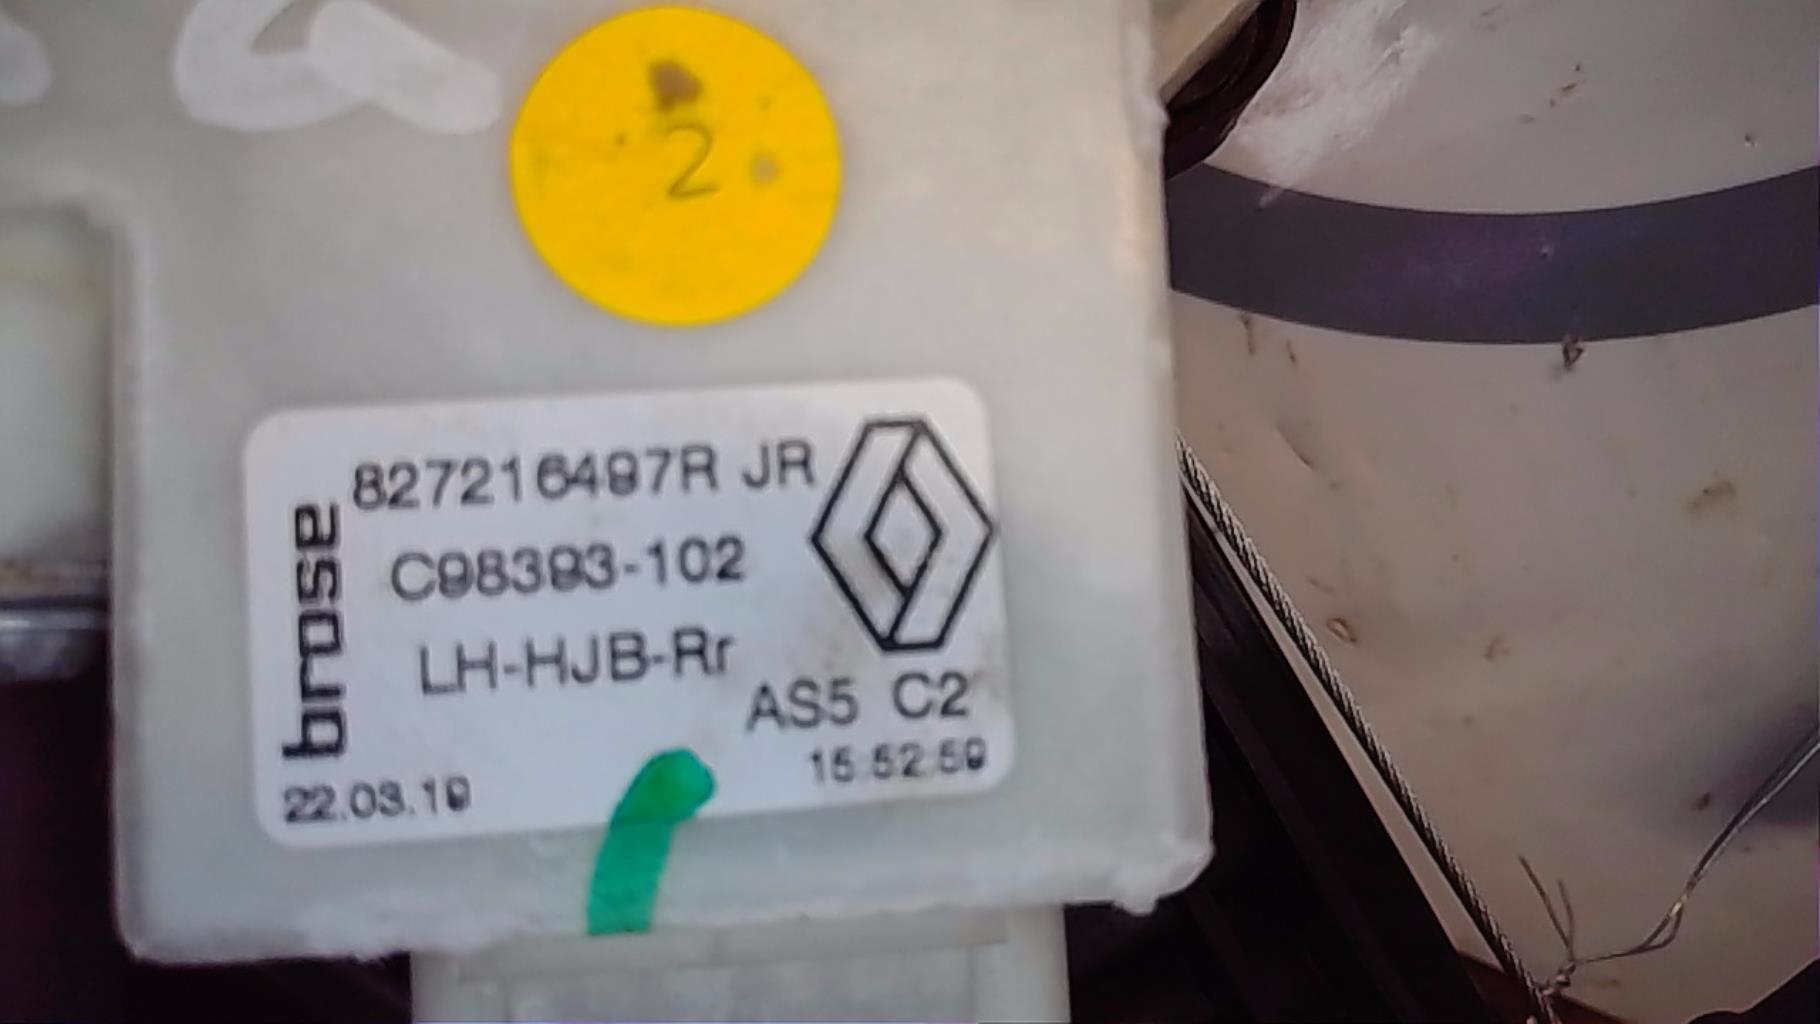 2
827216497R JR
C98393-102
LH-HJB-Rr
AS5 C2
brose
22.03.19
15:52:59